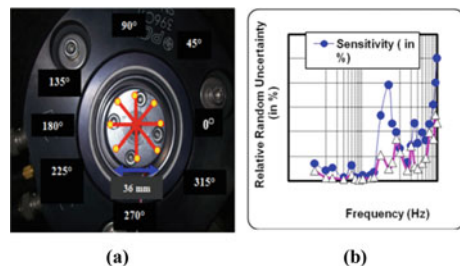 90°
45°
135°
0°
180°
225°
315°
36 mm
270°
(a)
(b)
Sensitivity ( in
%)
Relative Random Uncertainty
(in %)
Frequency (Hz)